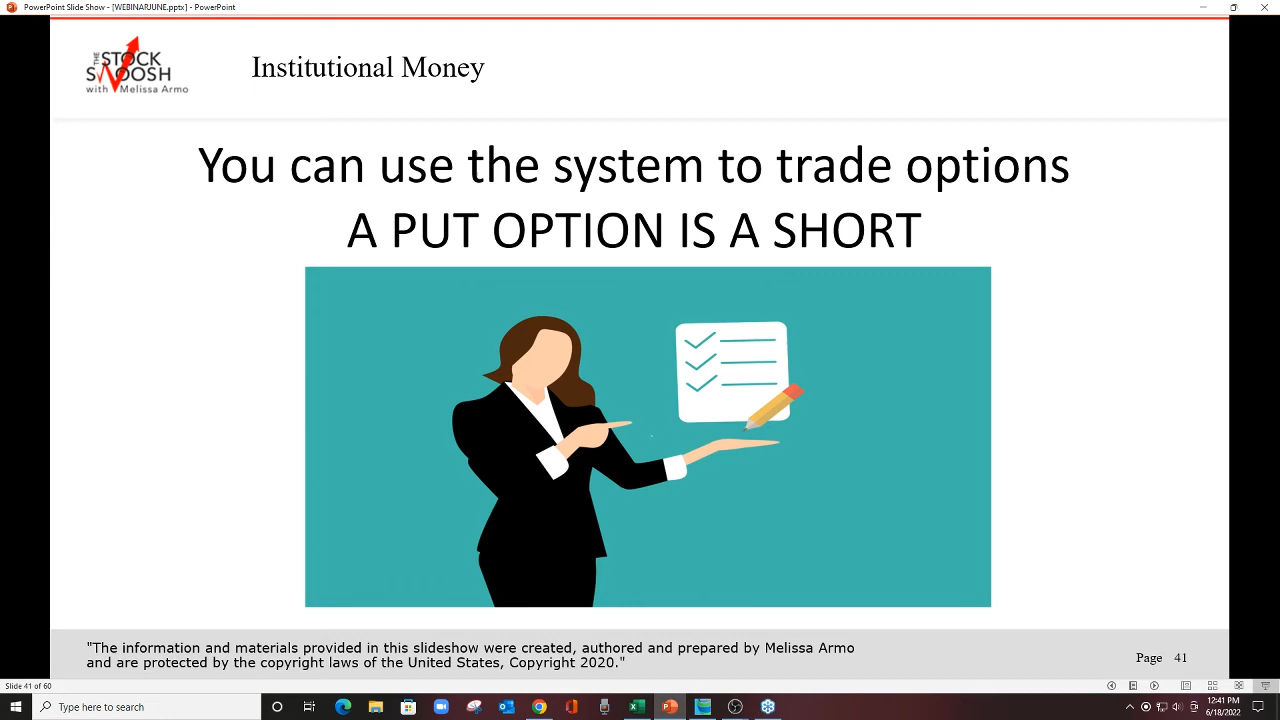 PowerPoint Slide Show - [WEBINARJUNE.pptx] - PowerPoint
THE
STOCK
SWOOSH
with Melissa Armo
Institutional Money
You can use the system to trade options
A PUT OPTION IS A SHORT
"The information and materials provided in this slideshow were created, authored and prepared by Melissa Armo
and are protected by the copyright laws of the United States, Copyright 2020."
Page 41
Slide 41 of 60
Type here to search
12:41 PM
6/18/2022